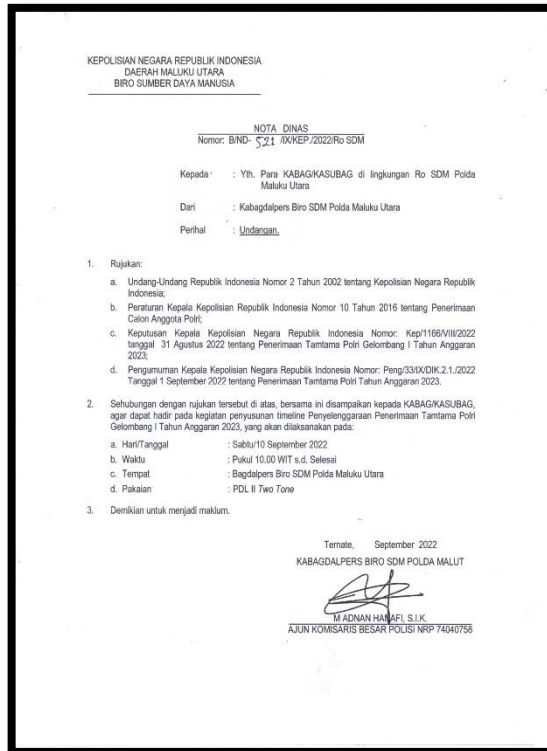 KEPOLISIAN NEGARA REPUBLIK INDONESIA
DAERAH MALUKU UTARA
BIRO SUMBER DAYA MANUSIA
NOTA DINAS
Nomor: B/ND- 521 /IX/KEP./2022/Ro SDM
Kepada : Yth. Para KABAG/KASUBAG di lingkungan Ro SDM Polda
Maluku Utara
Dari : Kabagdalpers Biro SDM Polda Maluku Utara
Perihal : Undangan.
1. Rujukan:
a. Undang-Undang Republik Indonesia Nomor 2 Tahun 2002 tentang Kepolisian Negara Republik
Indonesia;
b. Peraturan Kepala Kepolisian Republik Indonesia Nomor 10 Tahun 2016 tentang Penerimaan
Calon Anggota Polri;
c. Keputusan Kepala Kepolisian Negara Republik Indonesia Nomor: Kep/1166/VIII/2022
tanggal 31 Agustus 2022 tentang Penerimaan Tamtama Polri Gelombang I Tahun Anggaran
2023;
d. Pengumuman Kepala Kepolisian Negara Republik Indonesia Nomor: Peng/33/IX/DIK.2.1./2022
Tanggal 1 September 2022 tentang Penerimaan Tamtama Polri Tahun Anggaran 2023.
2. Sehubungan dengan rujukan tersebut di atas, bersama ini disampaikan kepada KABAG/KASUBAG,
agar dapat hadir pada kegiatan penyusunan timeline Penyelenggaraan Penerimaan Tamtama Polri
Gelombang I Tahun Anggaran 2023, yang akan dilaksanakan pada:
a. Hari/Tanggal : Sabtu/10 September 2022
b. Waktu : Pukul 10.00 WIT s.d. Selesai
c. Tempat : Bagdalpers Biro SDM Polda Maluku Utara
d. Pakaian : PDL II Two Tone
3. Demikian untuk menjadi maklum.
Ternate, September 2022
KABAGDALPERS BIRO SDM POLDA MALUT
M ADNAN HANAFI, S.I.K.
AJUN KOMISARIS BESAR POLISI NRP 74040756